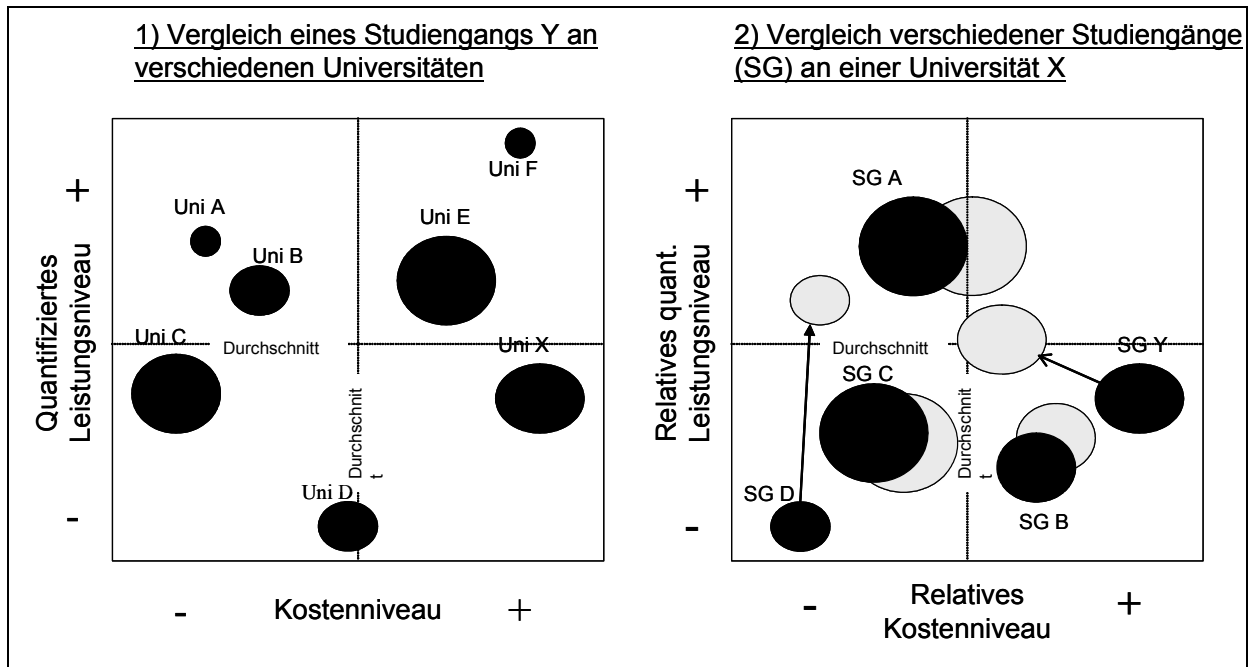 1) Vergleich eines Studiengangs Y an
verschiedenen Universitäten
Quantifiziertes
Leistungsniveau
+
-
Uni F
Uni A
Uni E
Uni B
Uni C
Durchschnitt
Uni X
Durchschnit
t
Uni D
-
Kostenniveau
+
2) Vergleich verschiedener Studiengänge
(SG) an einer Universität X
Relatives quant.
Leistungsniveau
+
-
SG A
Durchschnitt
SG Y
SG C
Durchschnit
t
SG D
SG B
-
Relatives
Kostenniveau
+